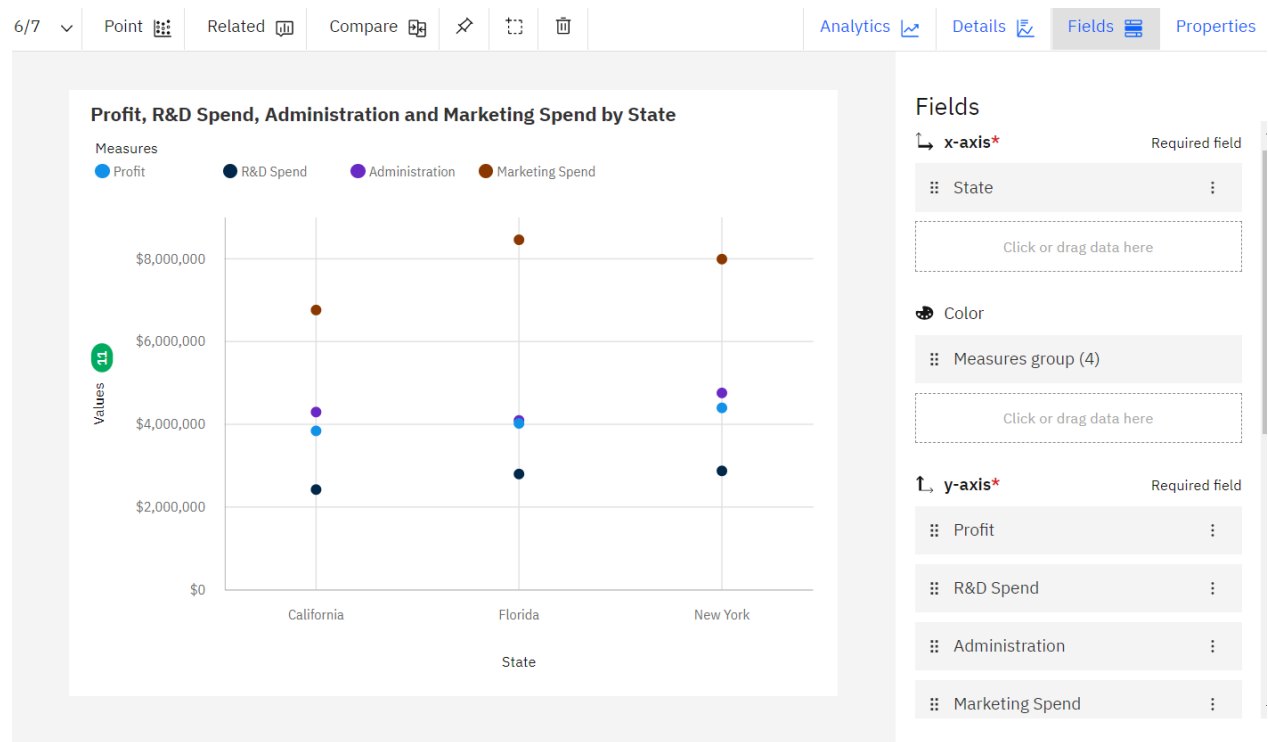 6/7 Point Related Compare Analytics Details Fields Properties
Profit, R&D Spend, Administration and Marketing Spend by State
Measures
Profit R&D Spend Administration Marketing Spend
$8,000,000
$6,000,000
$4,000,000
$2,000,000
$0
Values 11
California Florida New York
State
Fields
x-axis* Required field
State
Click or drag data here
Color
Measures group (4)
Click or drag data here
y-axis* Required field
Profit
R&D Spend
Administration
Marketing Spend